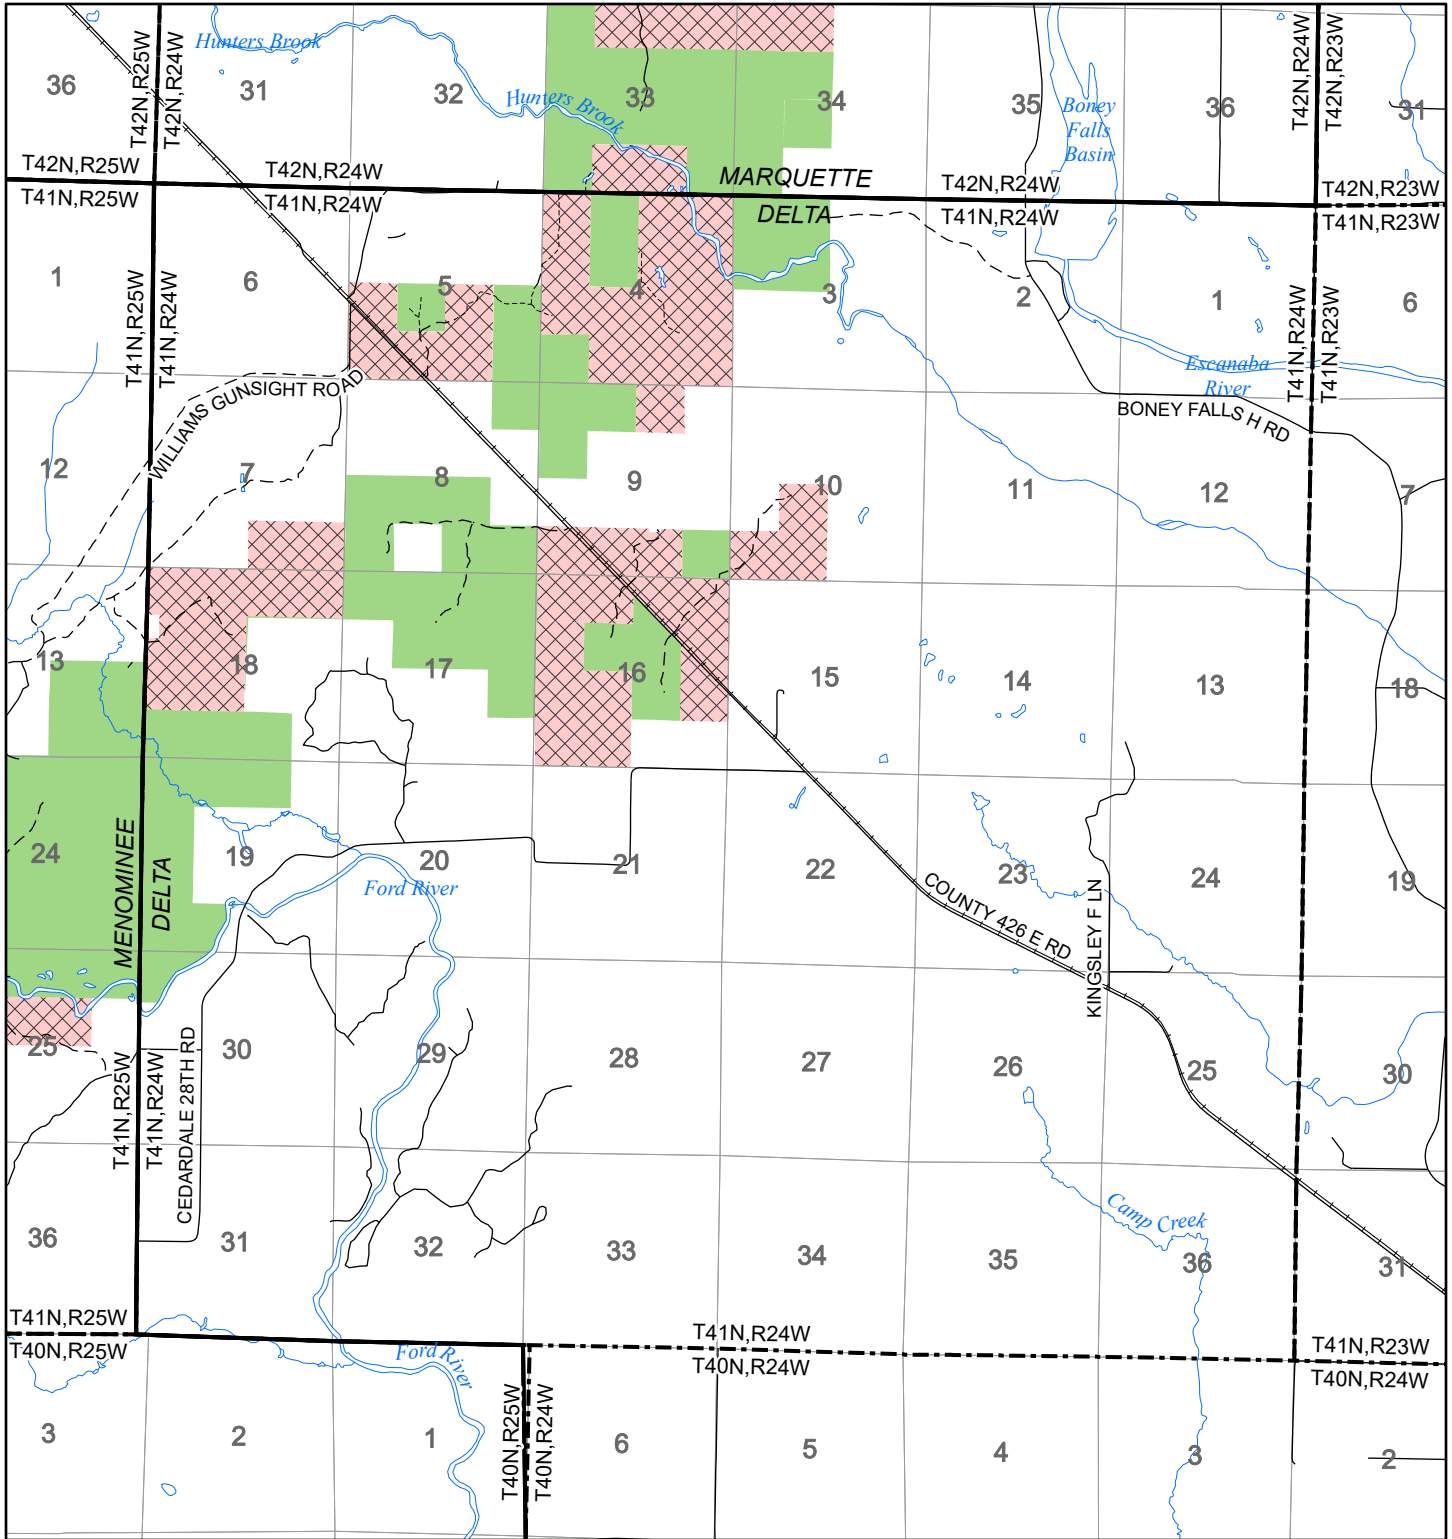 Hunters Brook
T42N,R25W
T42N,R24W
T42N,R24W
T42N,R23W
36
31
32
Hunters Brook
33
34
35
Boney
Falls
Basin
36
31
T42N,R25W
T42N,R24W
MARQUETTE
T42N,R24W
T42N,R23W
T41N,R25W
T41N,R24W
DELTA
T41N,R24W
T41N,R23W
1
6
5
4
3
2
1
6
T41N,R25W
T41N,R24W
T41N,R24W
T41N,R23W
Escanaba
River
WILLIAMS GUNSIGHT ROAD
BONEY FALLS H RD
12
7
8
9
10
11
12
7
13
18
17
16
15
14
13
18
24
MENOMINEE
DELTA
19
20
21
22
23
24
19
Ford River
COUNTY 426 E RD
KINGSLEY F LN
25
30
29
28
27
26
25
30
T41N,R25W
T41N,R24W
CEDARDALE 28TH RD
Camp Creek
36
31
32
33
34
35
36
31
T41N,R25W
T41N,R24W
T41N,R23W
T40N,R25W
Ford River
T40N,R24W
T40N,R24W
T40N,R25W
T40N,R24W
3
2
1
6
5
4
3
2